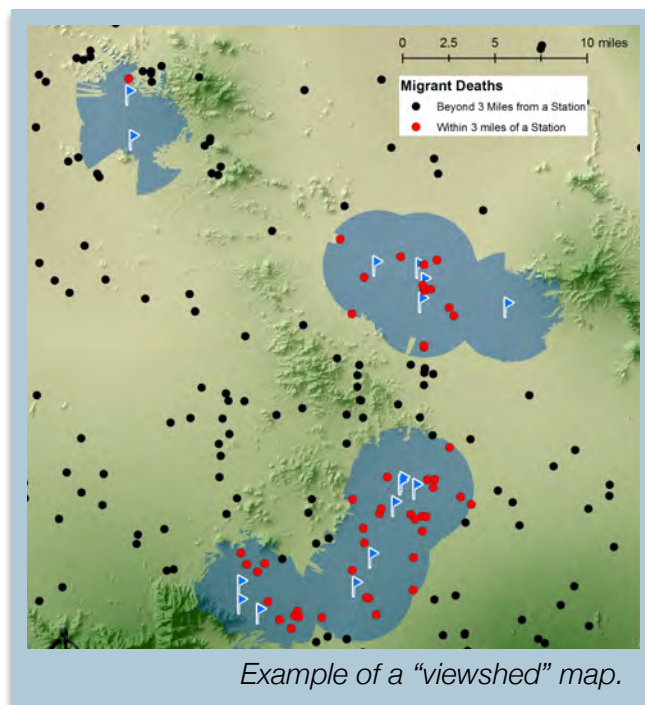 0 2.5 5 10 miles
Migrant Deaths
Beyond 3 Miles from a Station
Within 3 miles of a Station
Example of a “viewshed” map.